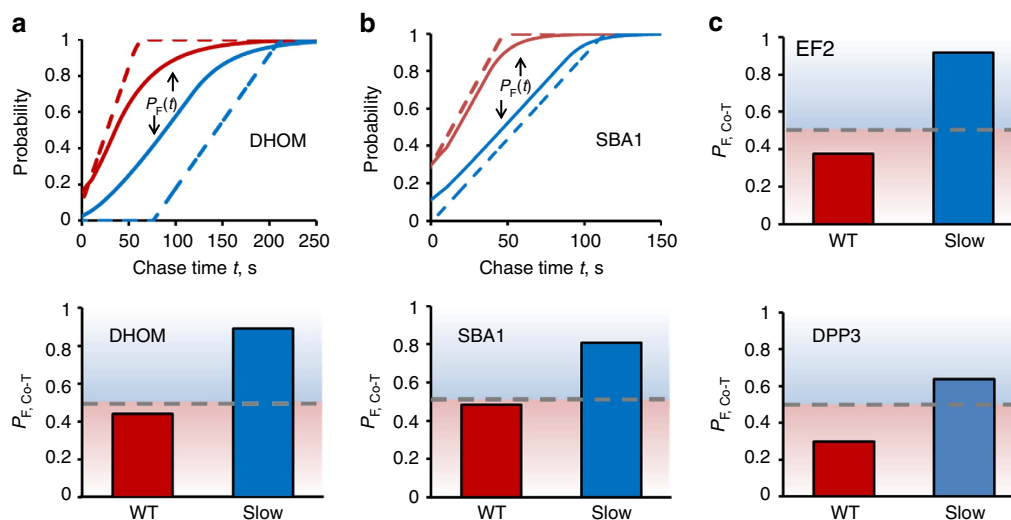 a
1
0.8
0.6
0.4
0.2
0
Probability
P_F(t)
DHOM
0 50 100 150 200 250
Chase time t, s
1
0.8
0.6
0.4
0.2
0
P_F, Co-T
DHOM
WT Slow
b
1
0.8
0.6
0.4
0.2
0
Probability
P_F(t)
SBA1
0 50 100 150
Chase time t, s
1
0.8
0.6
0.4
0.2
0
P_F, Co-T
SBA1
WT Slow
c
1
0.8
0.6
0.4
0.2
0
P_F, Co-T
EF2
WT Slow
1
0.8
0.6
0.4
0.2
0
P_F, Co-T
DPP3
WT Slow